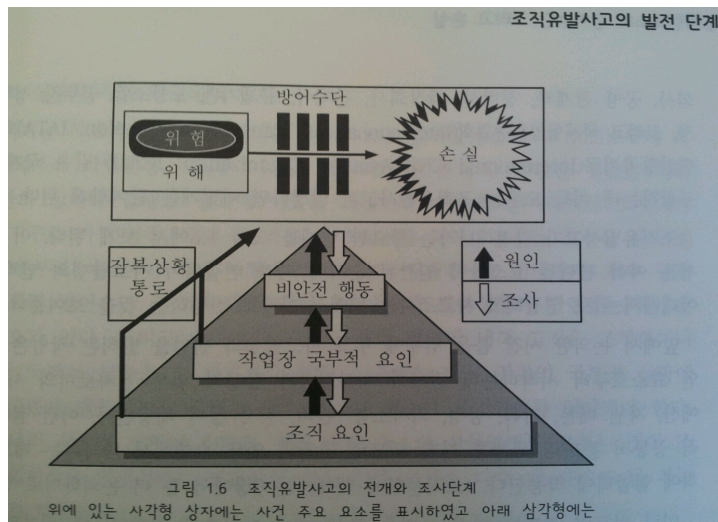 조직유발사고의 발전 단계
방어수단
위험
위해
손실
잠복상황
통로
비안전 행동
원인
조사
작업장 국부적 요인
조직 요인
그림 1.6 조직유발사고의 전개와 조사단계
위에 있는 사각형 상자에는 사건 주요 요소를 표시하였고 아래 삼각형에는